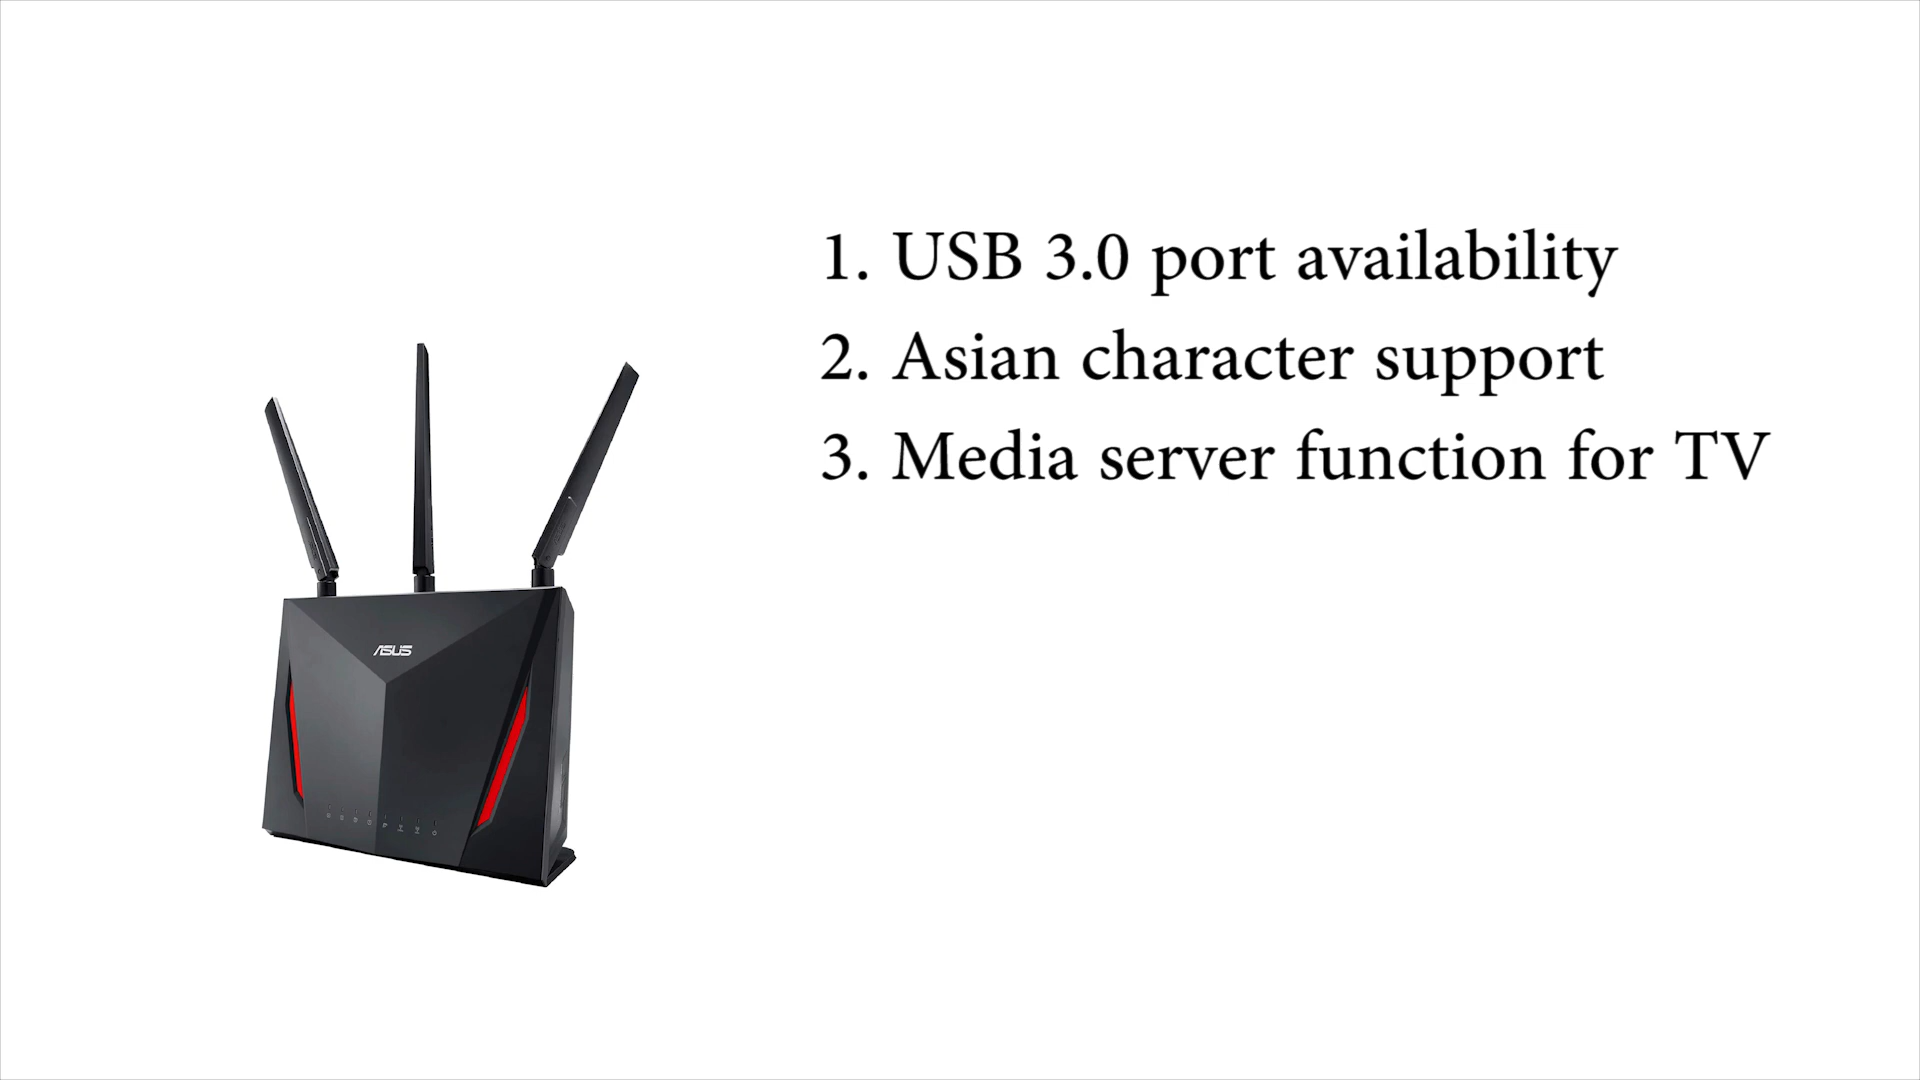 1. USB 3.0 port availability
2. Asian character support
3. Media server function for TV
ASUS